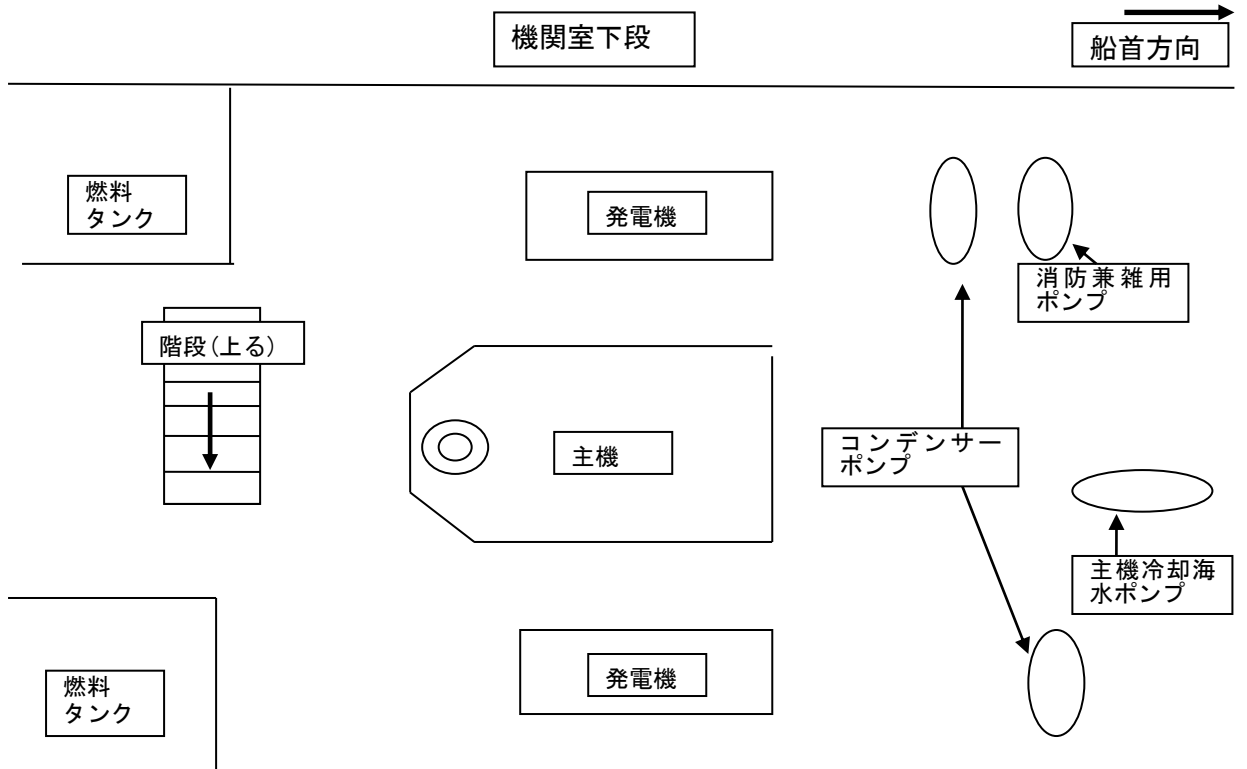 機関室下段
船首方向
燃料
タンク
発電機
消防兼雑用
ポンプ
階段(上る)
主機
コンデンサー
ポンプ
主機冷却海
水ポンプ
燃料
タンク
発電機